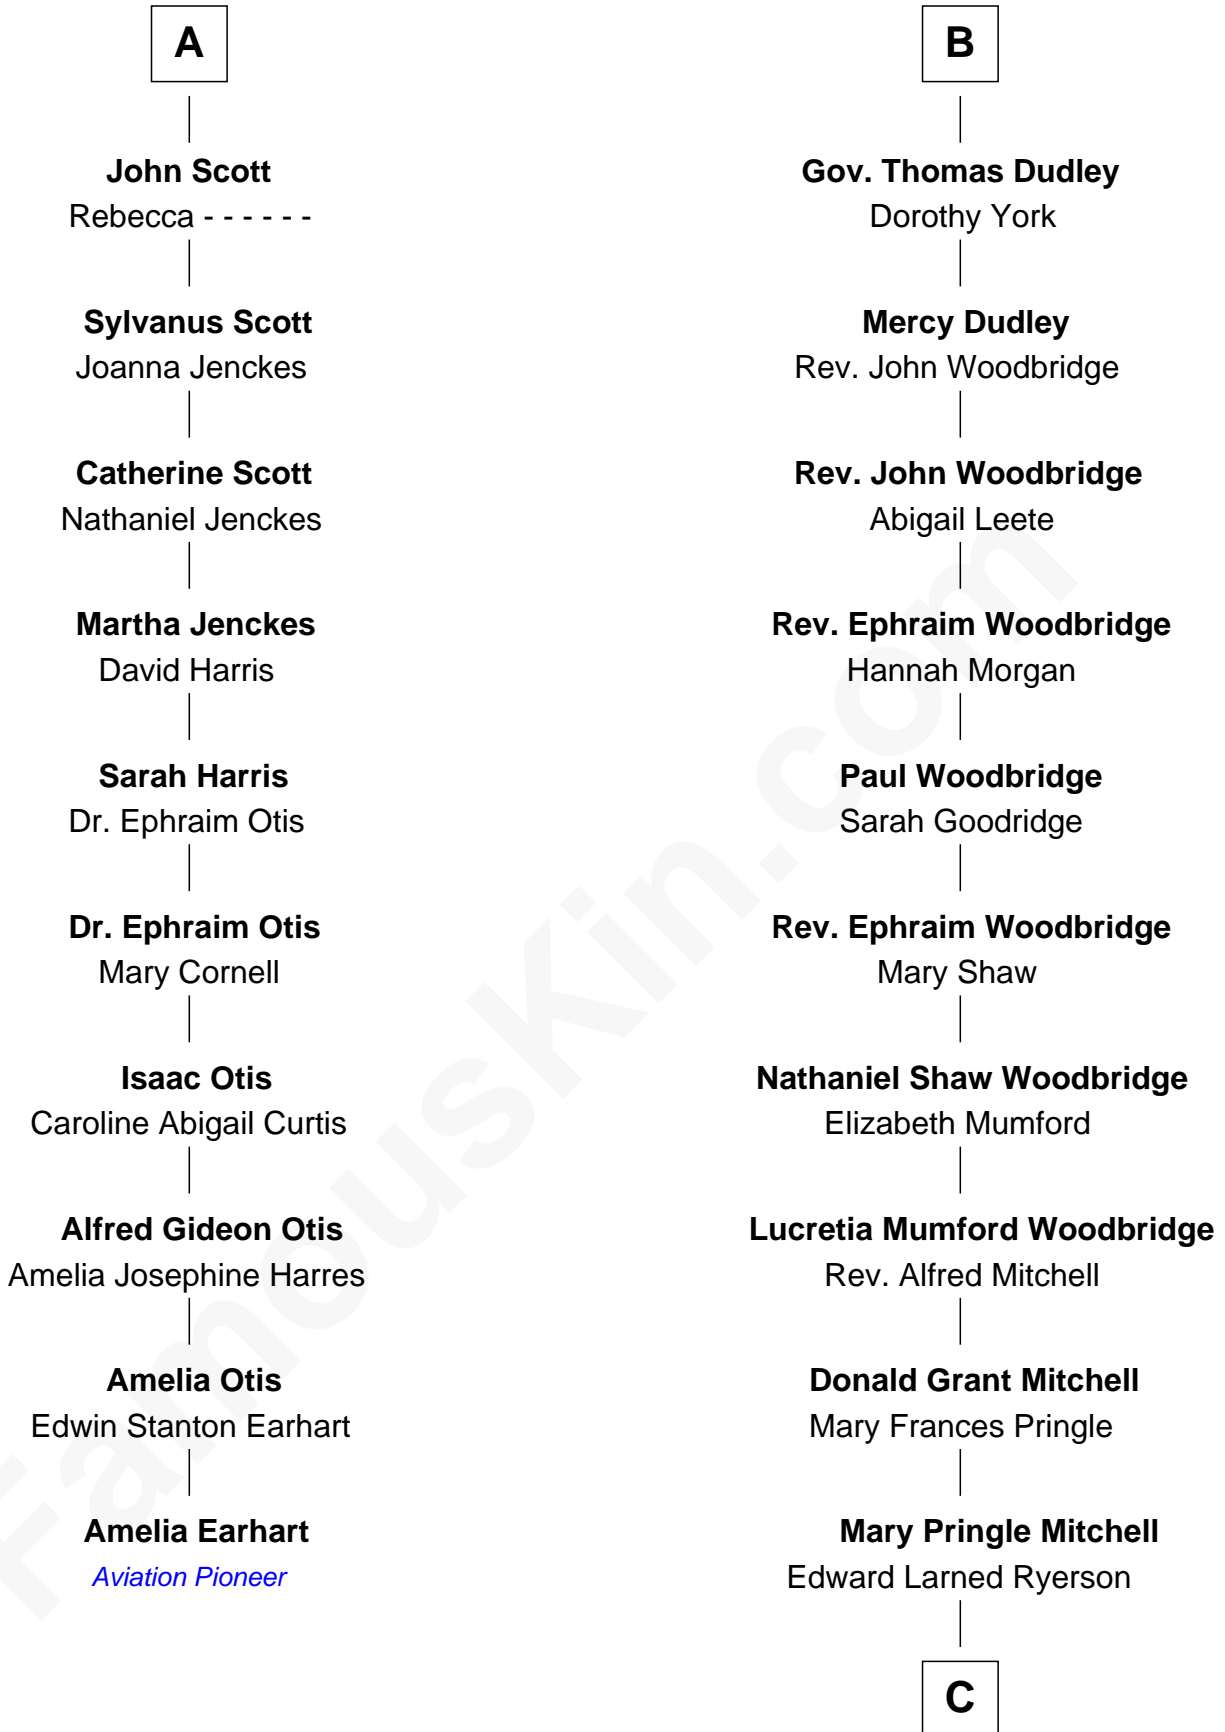 A
John Scott
Rebecca - - - - - -
Sylvanus Scott
Joanna Jenckes
Catherine Scott
Nathaniel Jenckes
Martha Jenckes
David Harris
Sarah Harris
Dr. Ephraim Otis
Dr. Ephraim Otis
Mary Cornell
Isaac Otis
Caroline Abigail Curtis
Alfred Gideon Otis
Amelia Josephine Harres
Amelia Otis
Edwin Stanton Earhart
Amelia Earhart
Aviation Pioneer
B
Gov. Thomas Dudley
Dorothy York
Mercy Dudley
Rev. John Woodbridge
Rev. John Woodbridge
Abigail Leete
Rev. Ephraim Woodbridge
Hannah Morgan
Paul Woodbridge
Sarah Goodridge
Rev. Ephraim Woodbridge
Mary Shaw
Nathaniel Shaw Woodbridge
Elizabeth Mumford
Lucretia Mumford Woodbridge
Rev. Alfred Mitchell
Donald Grant Mitchell
Mary Frances Pringle
Mary Pringle Mitchell
Edward Larned Ryerson
C
FamousKin.com